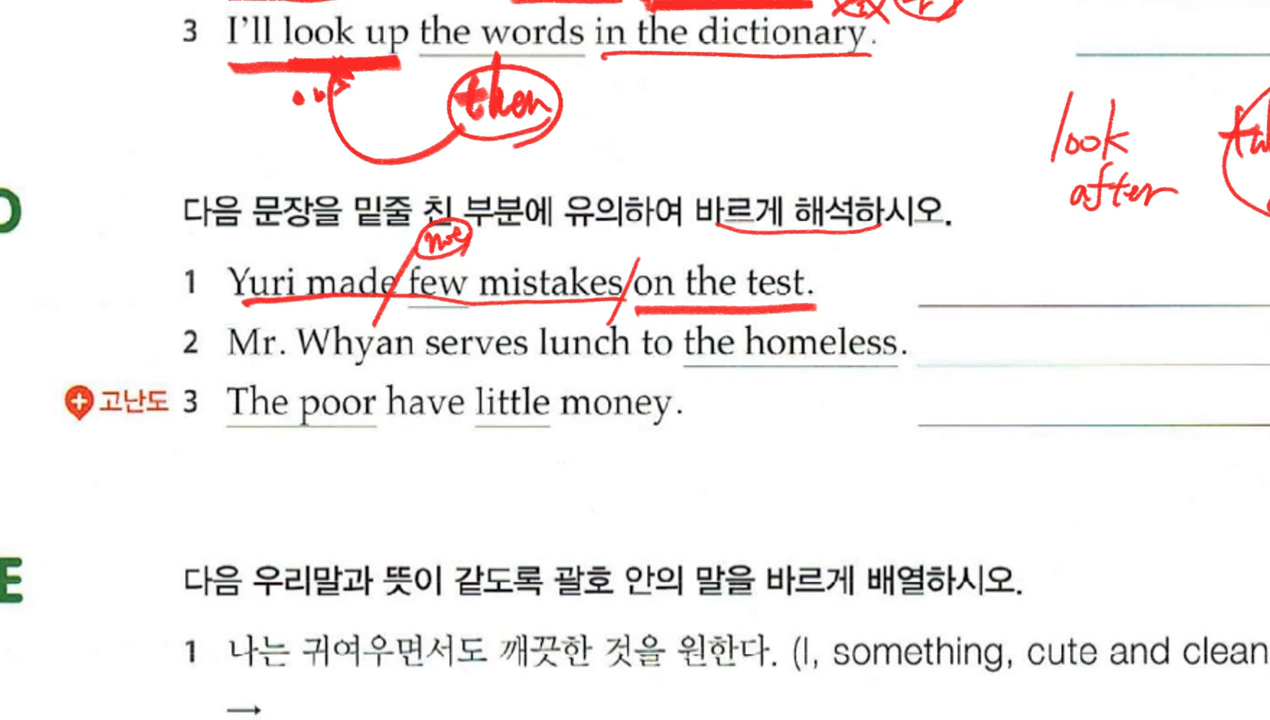 3 I'll look up the words in the dictionary.
then
look
after
D
다음 문장을 밑줄 친 부분에 유의하여 바르게 해석하시오.
1 Yuri made few mistakes / on the test.
2 Mr. Whyan serves lunch to the homeless.
고난도 3 The poor have little money.
E
다음 우리말과 뜻이 같도록 괄호 안의 말을 바르게 배열하시오.
1 나는 귀여우면서도 깨끗한 것을 원한다. (I, something, cute and clean
→